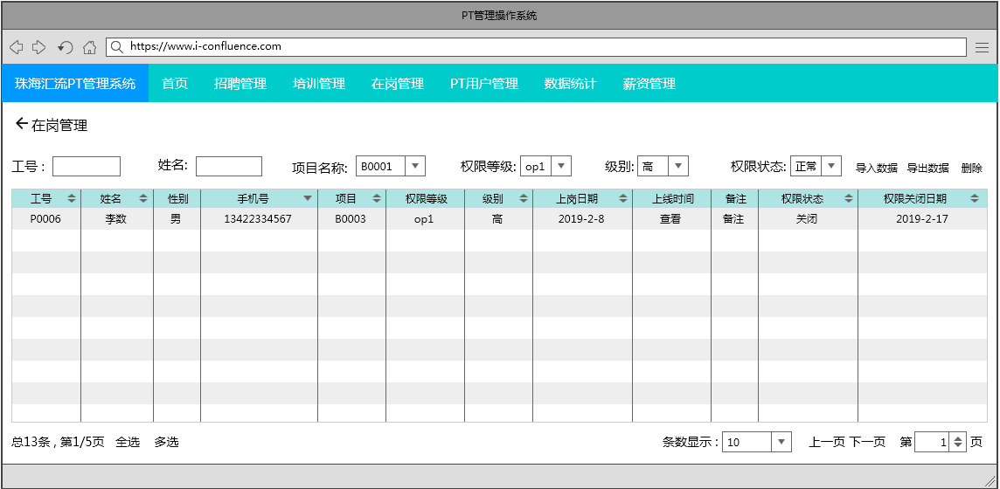 PT管理操作系统
https://www.i-confluence.com
珠海汇流PT管理系统 首页 招聘管理 培训管理 在岗管理 PT用户管理 数据统计 薪资管理
在岗管理
工号： 姓名: 项目名称: B0001 权限等级: op1 级别: 高 权限状态: 正常 导入数据 导出数据 删除
工号 姓名 性别 手机号 项目 权限等级 级别 上岗日期 上线时间 备注 权限状态 权限关闭日期
P0006 李数 男 13422334567 B0003 op1 高 2019-2-8 查看 备注 关闭 2019-2-17
总13条，第1/5页 全选 多选 条数显示： 10 上一页 下一页 第 1 页